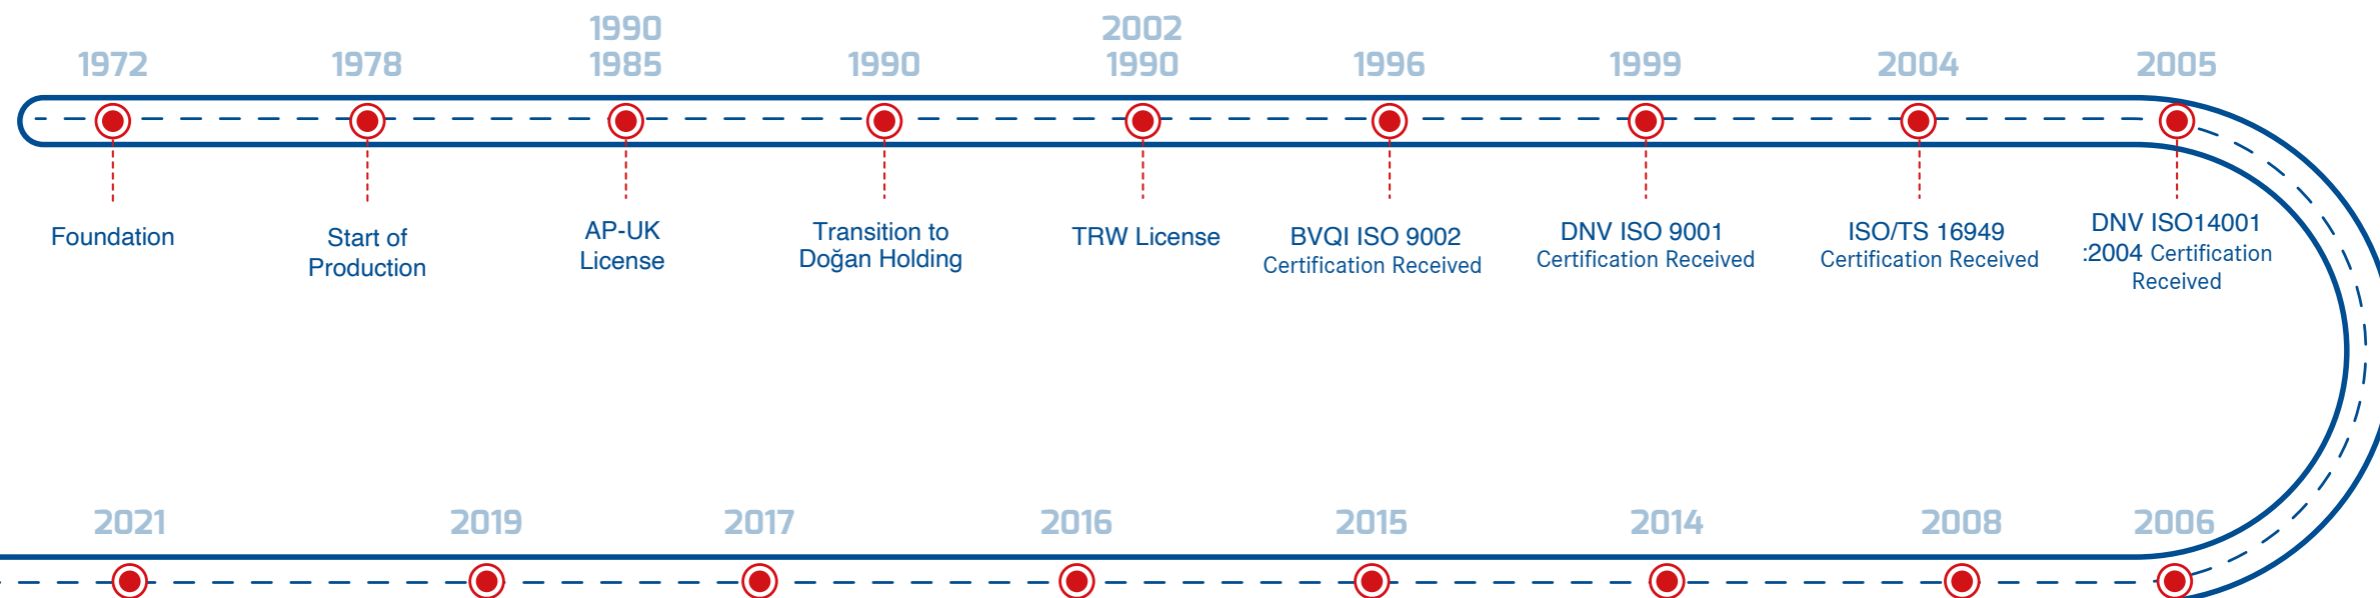 1972
1978
1990
1985
1990
2002
1990
1996
1999
2004
2005
Foundation
Start of
Production
AP-UK
License
Transition to
Doğan Holding
TRW License
BVQI ISO 9002
Certification Received
DNV ISO 9001
Certification Received
ISO/TS 16949
Certification Received
DNV ISO14001
:2004 Certification
Received
2021
2019
2017
2016
2015
2014
2008
2006